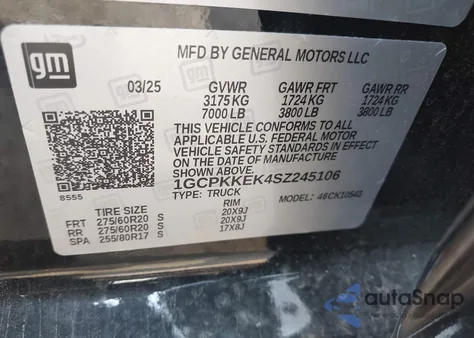 gm
MFD BY GENERAL MOTORS LLC
03/25 GVWR GAWR FRT GAWR RR
3175 KG 1724 KG 1724 KG
7000 LB 3800 LB 3800 LB
THIS VEHICLE CONFORMS TO ALL
APPLICABLE U.S. FEDERAL MOTOR
VEHICLE SAFETY STANDARDS IN EFFECT
ON THE DATE OF MANUFACTURE
SHOWN ABOVE.
1GCPKKEK4SZ245106
TYPE: TRUCK MODEL: 46CK10543
8555
TIRE SIZE RIM
FRT 275/60R20 S 20X9J
RR 275/60R20 S 20X9J
SPA 255/80R17 S 17X8J
autoSnap